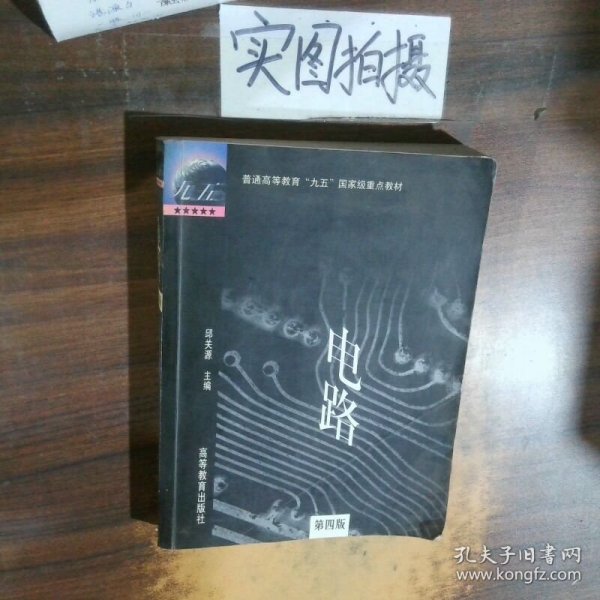 实图拍摄
九五
★★★★★
普通高等教育“九五”国家级重点教材
电路
邱关源 主编
高等教育出版社
第四版
孔夫子旧书网
www.kongfz.com